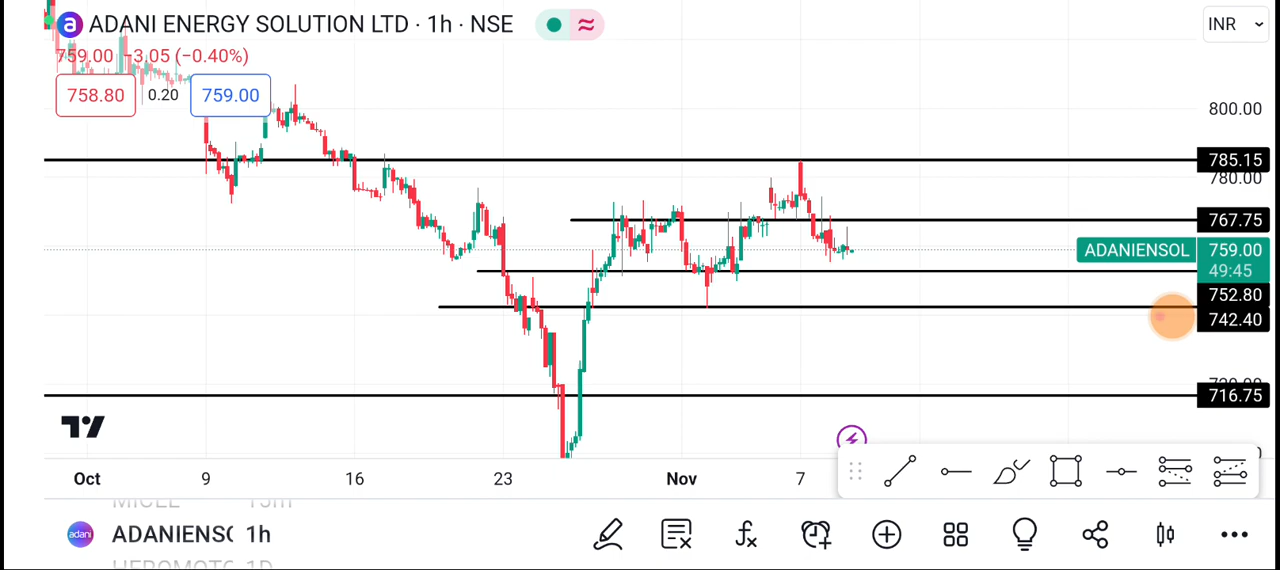 ADANI ENERGY SOLUTION LTD · 1h · NSE
INR
759.00 −3.05 (−0.40%)
758.80
0.20
759.00
800.00
785.15
780.00
767.75
ADANIENSOL 759.00
49:45
752.80
742.40
716.75
Oct 9 16 23 Nov 7
adani ADANIENS 1h